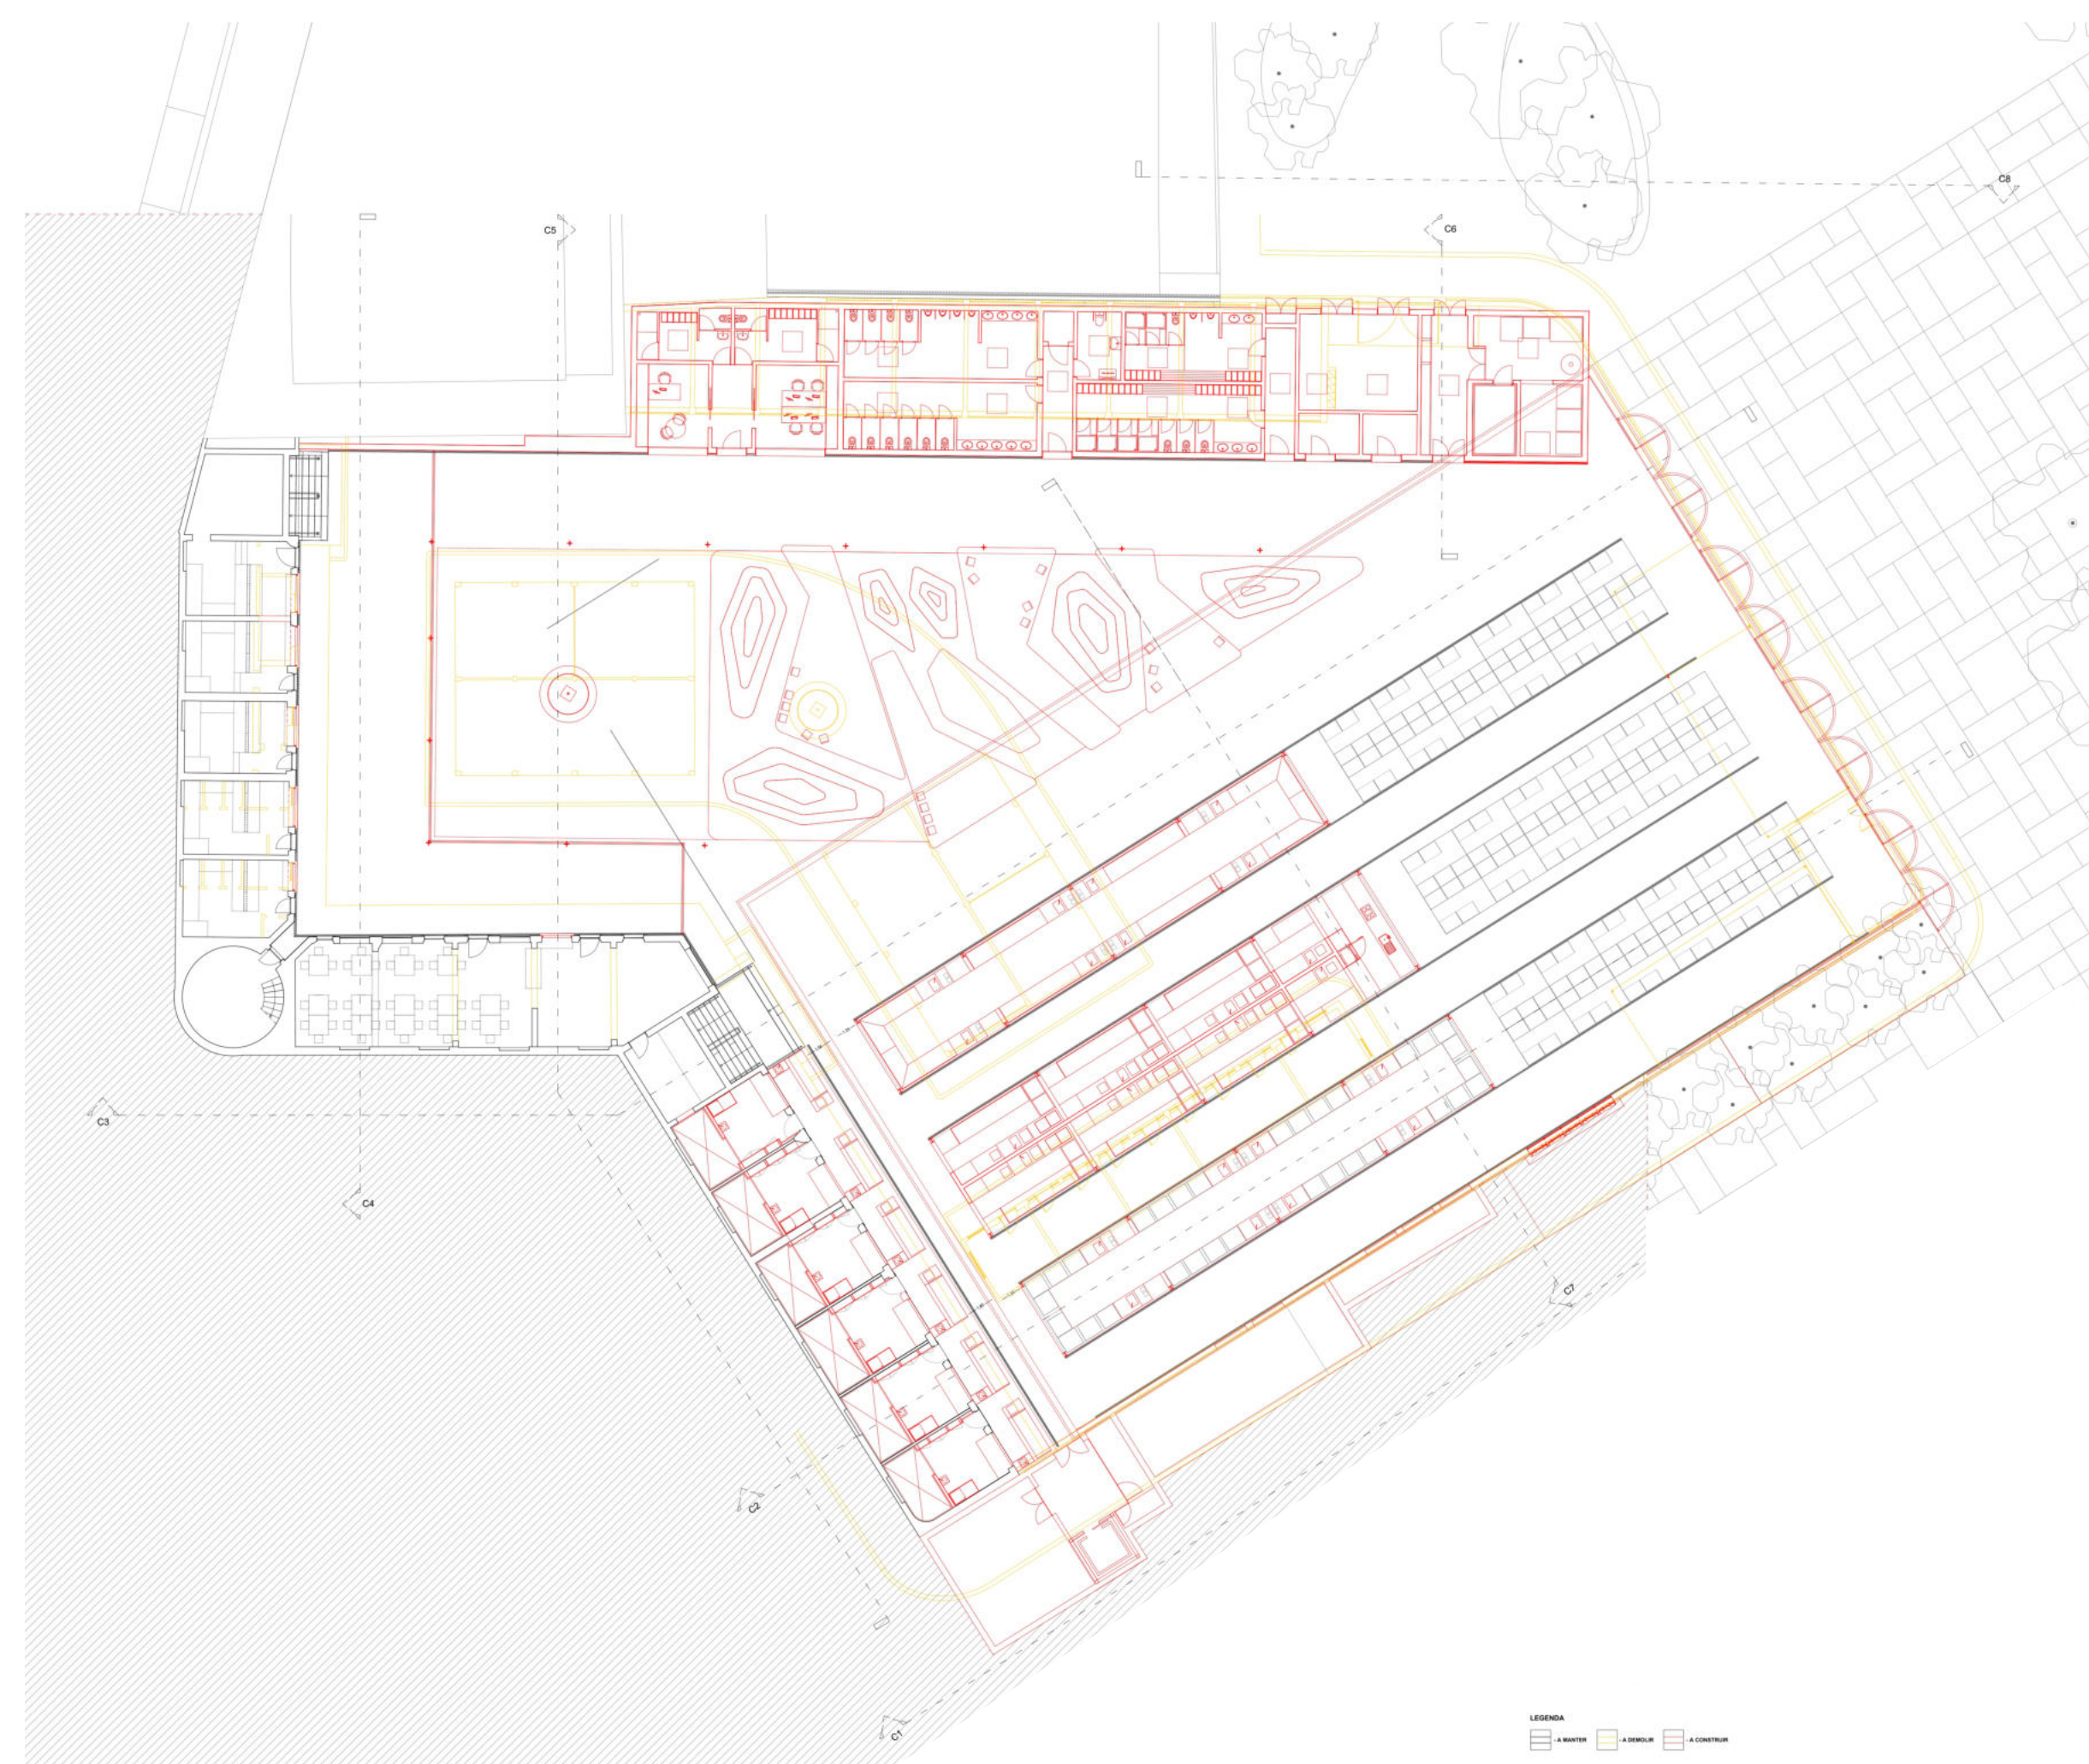 C8
C5
C6
C3
C4
C7
C2
C1
LEGENDA
- A MANTER
- A DEMOLIR
- A CONSTRUIR